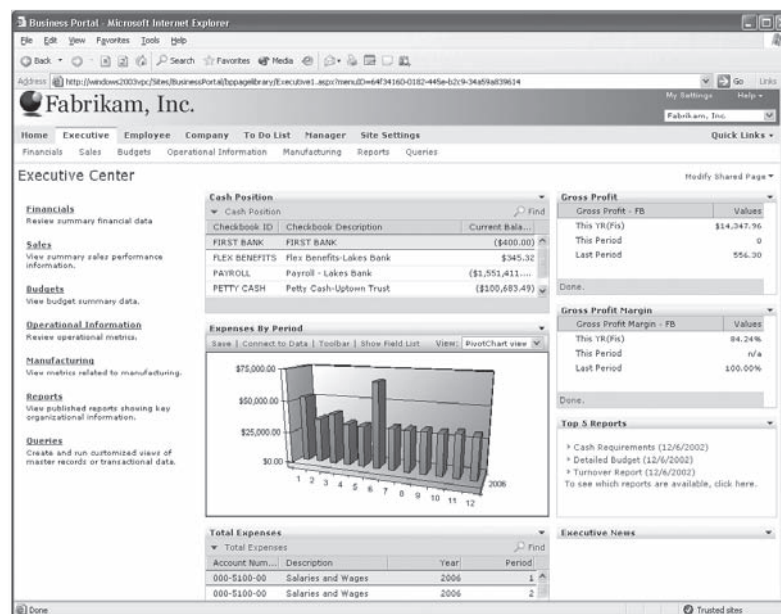 Business Portal - Microsoft Internet Explorer
File Edit View Favorites Tools Help
Back Search Favorites Media
Address http://windows2003vpc/Sites/BusinessPortal/bppagelibrary/Executive1.aspx?menuID=64f34160-0182-445e-b2c9-34a59a839614 Go Links
Fabrikam, Inc.
My Settings Help
Fabrikam, Inc.
Home Executive Employee Company To Do List Manager Site Settings Quick Links
Financials Sales Budgets Operational Information Manufacturing Reports Queries
Executive Center
Modify Shared Page
Financials
Review summary financial data
Sales
View summary sales performance
information.
Budgets
View budget summary data.
Operational Information
Review operational metrics.
Manufacturing
View metrics related to manufacturing.
Reports
View published reports showing key
organizational information.
Queries
Create and run customized views of
master records or transactional data.
Cash Position
Cash Position Find
Checkbook ID Checkbook Description Current Bala...
FIRST BANK FIRST BANK ($400.00)
FLEX BENEFITS Flex Benefits-Lakes Bank $345.32
PAYROLL Payroll - Lakes Bank ($1,551,411....
PETTY CASH Petty Cash-Uptown Trust ($100,683.49)
Expenses By Period
Save | Connect to Data | Toolbar | Show Field List View: PivotChart view
$75,000.00
$50,000.00
$25,000.00
$0.00
1 2 3 4 5 6 7 8 9 10 11 12
2006
Total Expenses
Total Expenses Find
Account Num... Description Year Period
000-5100-00 Salaries and Wages 2006 1
000-5100-00 Salaries and Wages 2006 2
Gross Profit
Gross Profit - FB Values
This YR(Fis) $14,347.96
This Period 0
Last Period 556.30
Done.
Gross Profit Margin
Gross Profit Margin - FB Values
This YR(Fis) 84.24%
This Period n/a
Last Period 100.00%
Done.
Top 5 Reports
Cash Requirements (12/6/2002)
Detailed Budget (12/6/2002)
Turnover Report (12/6/2002)
To see which reports are available, click here.
Executive News
Done Trusted sites